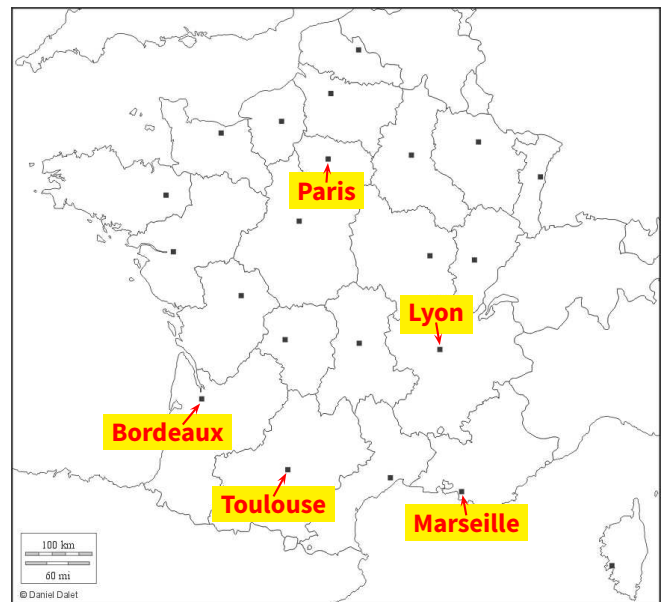 Paris
Lyon
Bordeaux
Toulouse
Marseille
100 km
60 mi
© Daniel Dalet